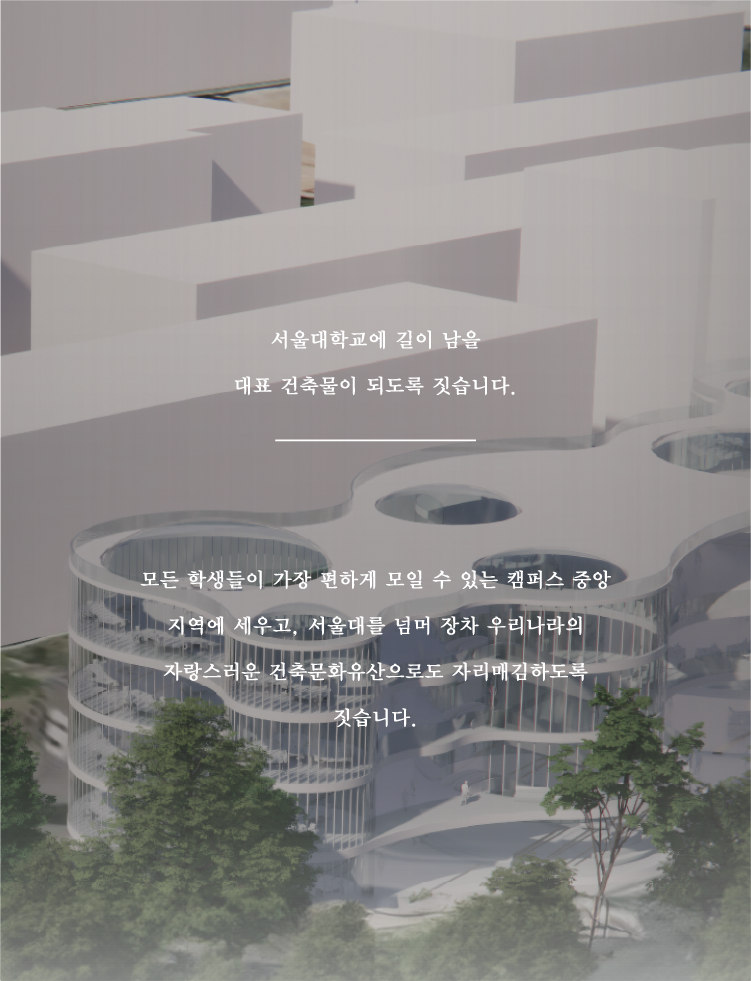 서울대학교에 길이 남을
대표 건축물이 되도록 짓습니다.
모든 학생들이 가장 편하게 모일 수 있는 캠퍼스 중앙
지역에 세우고, 서울대를 넘머 장차 우리나라의
자랑스러운 건축문화유산으로도 자리매김하도록
짓습니다.